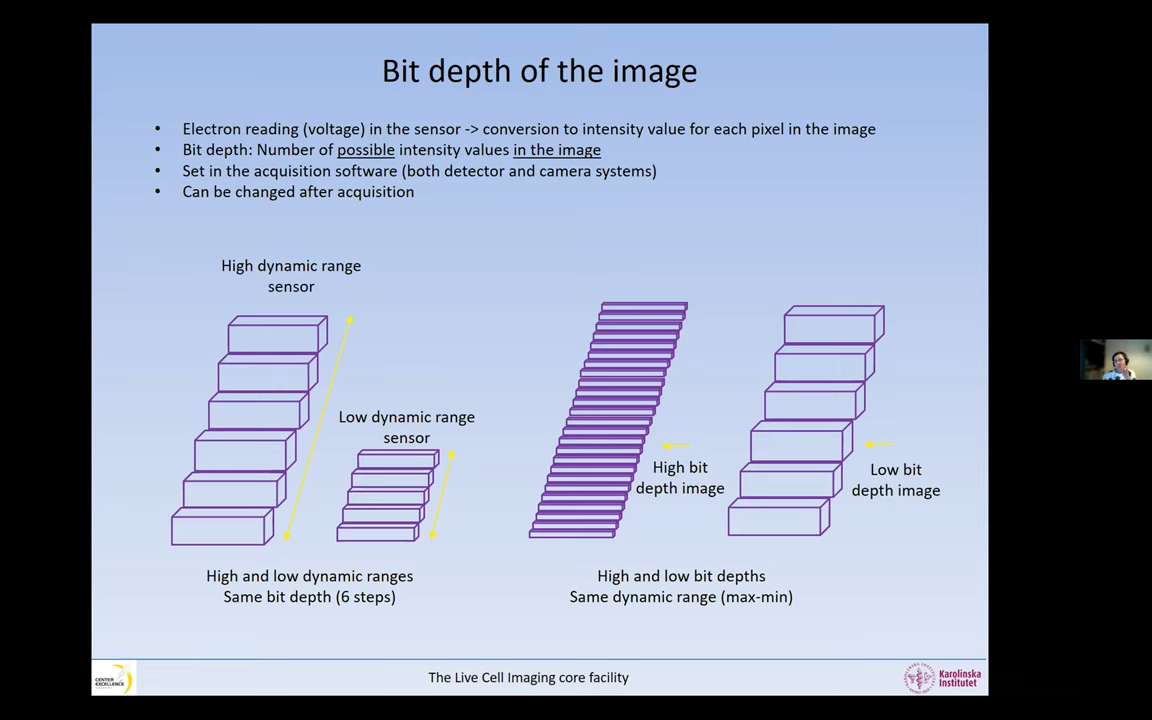 Bit depth of the image
• Electron reading (voltage) in the sensor -> conversion to intensity value for each pixel in the image
• Bit depth: Number of possible intensity values in the image
• Set in the acquisition software (both detector and camera systems)
• Can be changed after acquisition
High dynamic range
sensor
Low dynamic range
sensor
High bit
depth image
Low bit
depth image
High and low dynamic ranges
Same bit depth (6 steps)
High and low bit depths
Same dynamic range (max-min)
The Live Cell Imaging core facility
CENTER
EXCELLENCE
Karolinska
Institutet